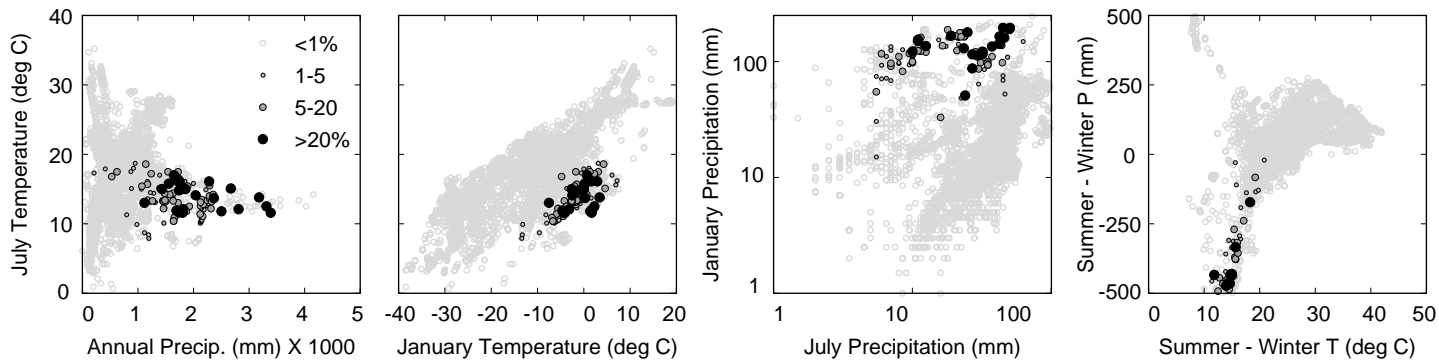 July Temperature (deg C)
40
30
20
10
0
<1%
1-5
5-20
>20%
0 1 2 3 4 5
Annual Precip. (mm) X 1000
-40 -30 -20 -10 0 10 20
January Temperature (deg C)
January Precipitation (mm)
100
10
1
1 10 100
July Precipitation (mm)
Summer - Winter P (mm)
500
250
0
-250
-500
0 10 20 30 40 50
Summer - Winter T (deg C)